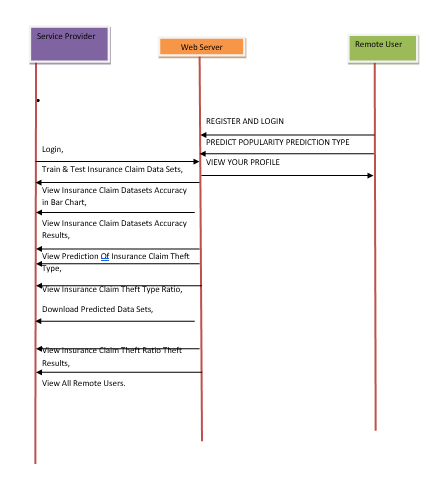 Service Provider
Web Server
Remote User
REGISTER AND LOGIN
PREDICT POPULARITY PREDICTION TYPE
VIEW YOUR PROFILE
Login,
Train & Test Insurance Claim Data Sets,
View Insurance Claim Datasets Accuracy
in Bar Chart,
View Insurance Claim Datasets Accuracy
Results,
View Prediction Of Insurance Claim Theft
Type,
View Insurance Claim Theft Type Ratio,
Download Predicted Data Sets,
View Insurance Claim Theft Ratio Theft
Results,
View All Remote Users.